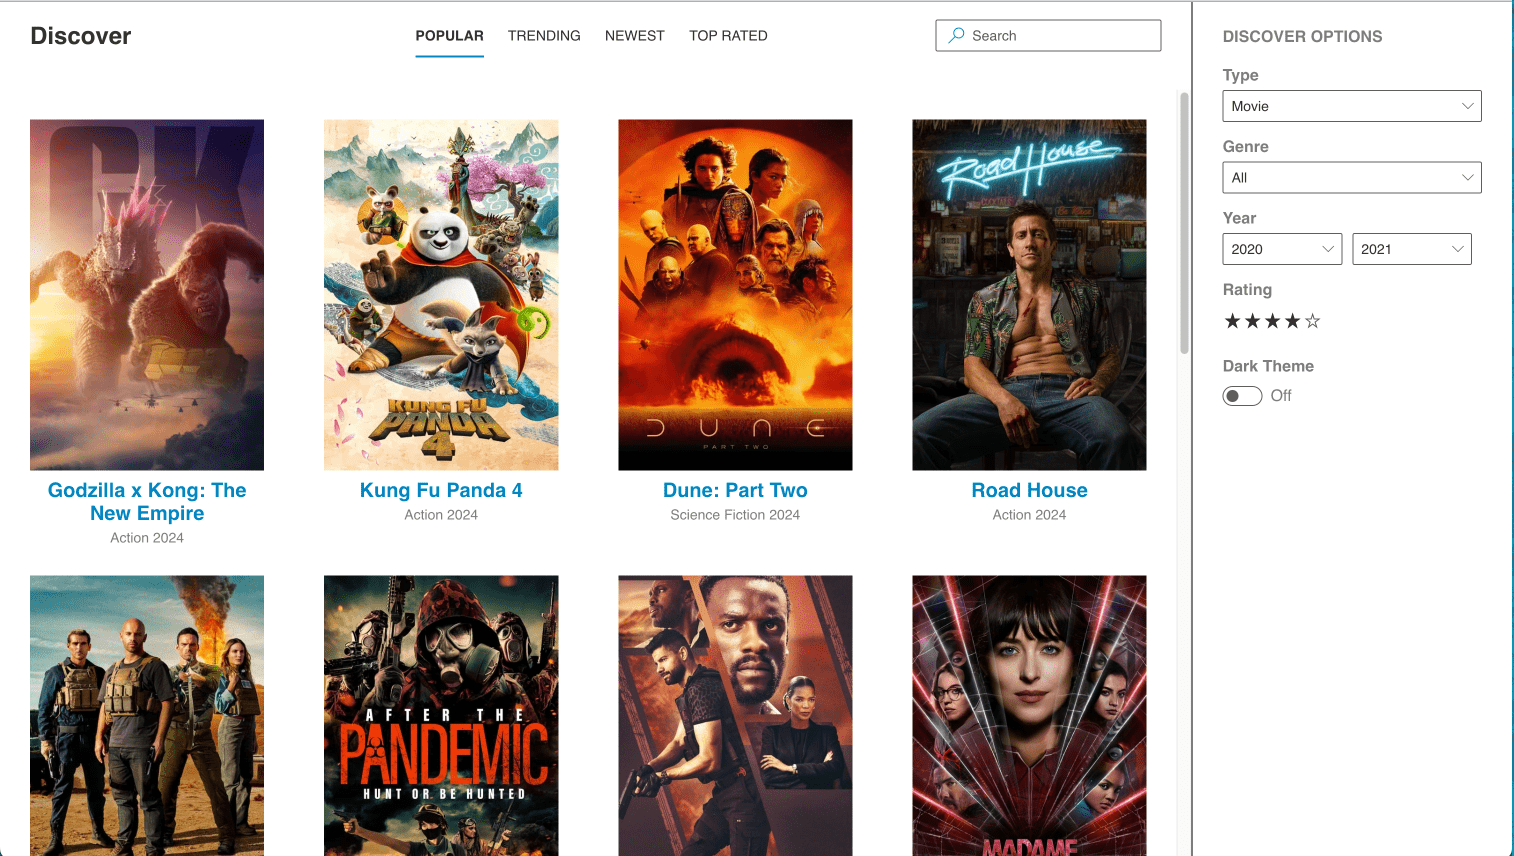 Discover
POPULAR
TRENDING
NEWEST
TOP RATED
Search
GK
KUNG FU
PANDA
4
DUNE
PART TWO
Road House
Godzilla x Kong: The
New Empire
Action 2024
Kung Fu Panda 4
Action 2024
Dune: Part Two
Science Fiction 2024
Road House
Action 2024
AFTER THE
PANDEMIC
HUNT OR BE HUNTED
MADAME
DISCOVER OPTIONS
Type
Movie
Genre
All
Year
2020
2021
Rating
Dark Theme
Off